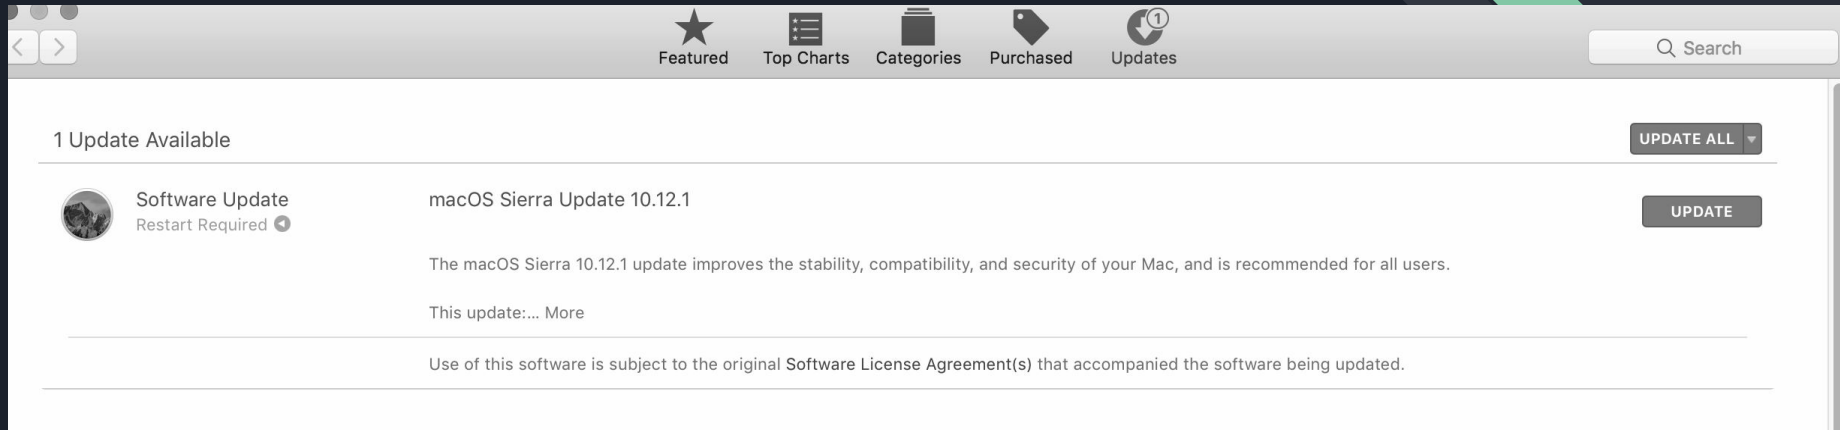 1
Featured
Top Charts
Categories
Purchased
Updates
Search
1 Update Available
UPDATE ALL
Software Update
macOS Sierra Update 10.12.1
Restart Required
UPDATE
The macOS Sierra 10.12.1 update improves the stability, compatibility, and security of your Mac, and is recommended for all users.
This update:... More
Use of this software is subject to the original Software License Agreement(s) that accompanied the software being updated.